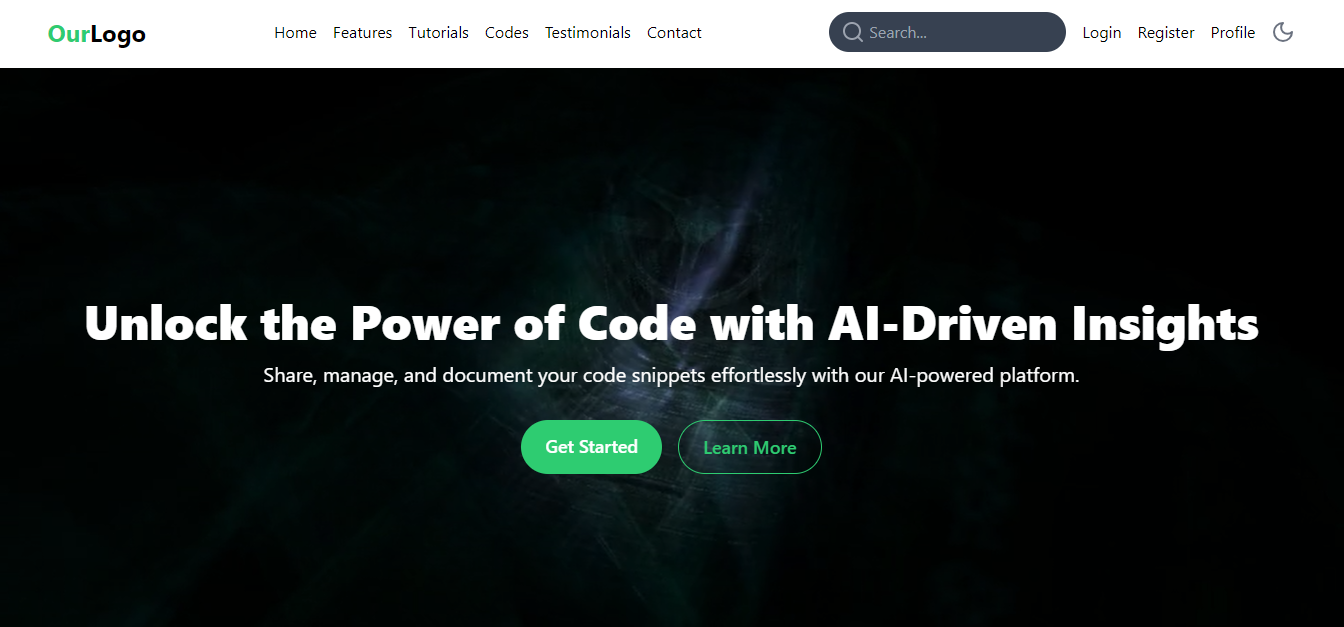 OurLogo Home Features Tutorials Codes Testimonials Contact Search... Login Register Profile
Unlock the Power of Code with AI-Driven Insights
Share, manage, and document your code snippets effortlessly with our AI-powered platform.
Get Started Learn More